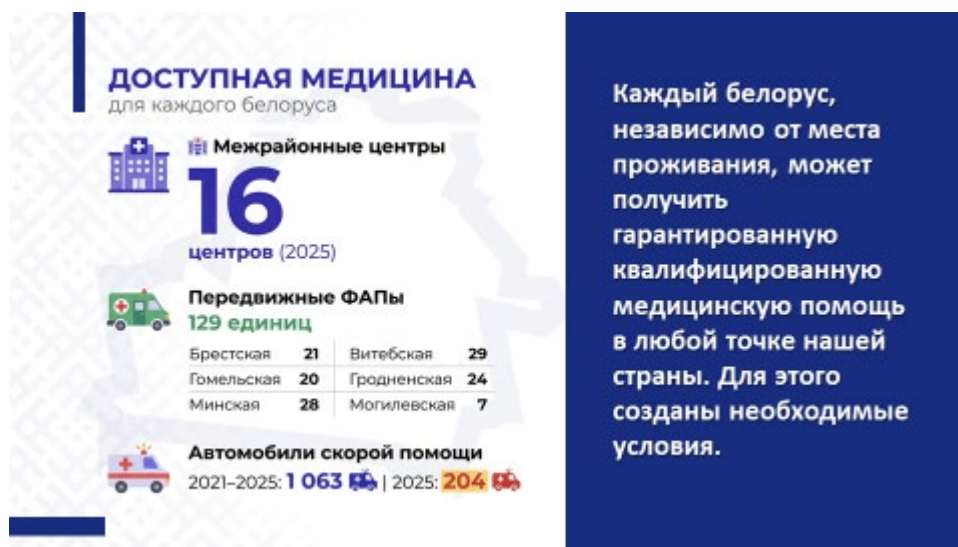 ДОСТУПНАЯ МЕДИЦИНА
для каждого белоруса
Межрайонные центры
16
центров (2025)
Передвижные ФАПы
129 единиц
Брестская 21 Витебская 29
Гомельская 20 Гродненская 24
Минская 28 Могилевская 7
Автомобили скорой помощи
2021–2025: 1 063 | 2025: 204
Каждый белорус,
независимо от места
проживания, может
получить
гарантированную
квалифицированную
медицинскую помощь
в любой точке нашей
страны. Для этого
созданы необходимые
условия.